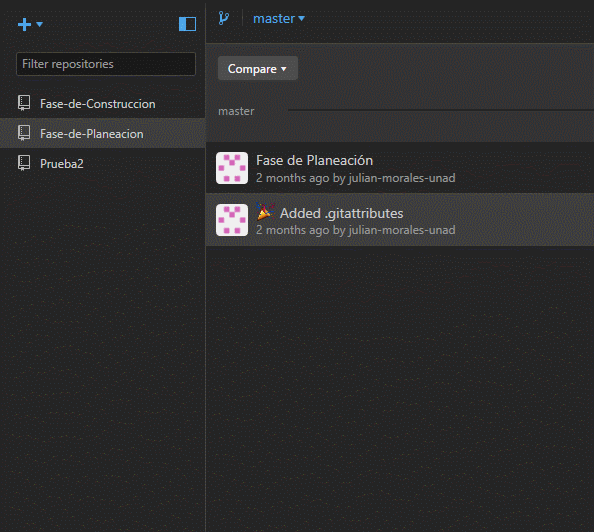 master
Filter repositories
Fase-de-Construccion
Fase-de-Planeacion
Prueba2
Compare
master
Fase de Planeación
2 months ago by julian-morales-unad
Added .gitattributes
2 months ago by julian-morales-unad